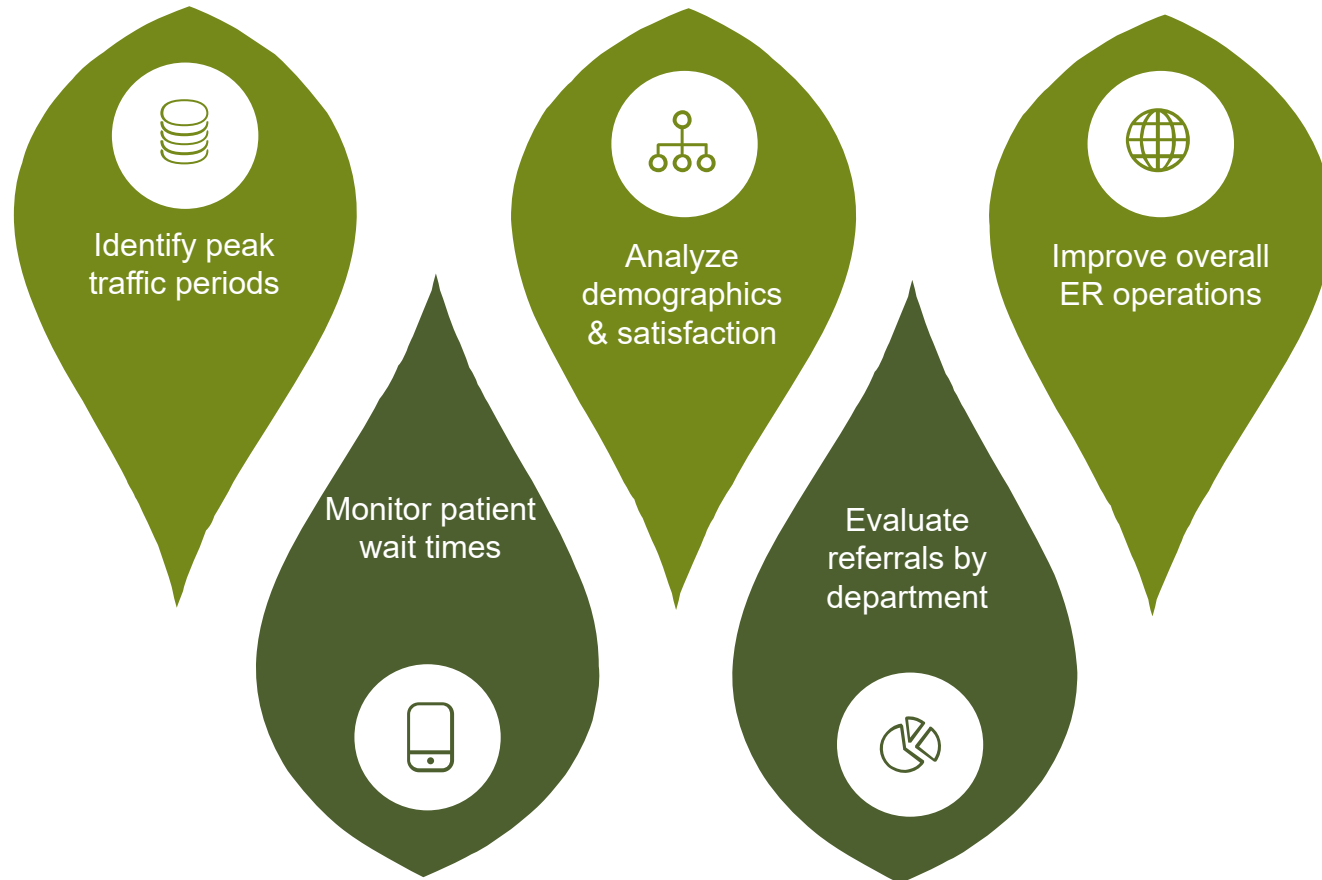 Identify peak
traffic periods
Monitor patient
wait times
Analyze
demographics
& satisfaction
Evaluate
referrals by
department
Improve overall
ER operations